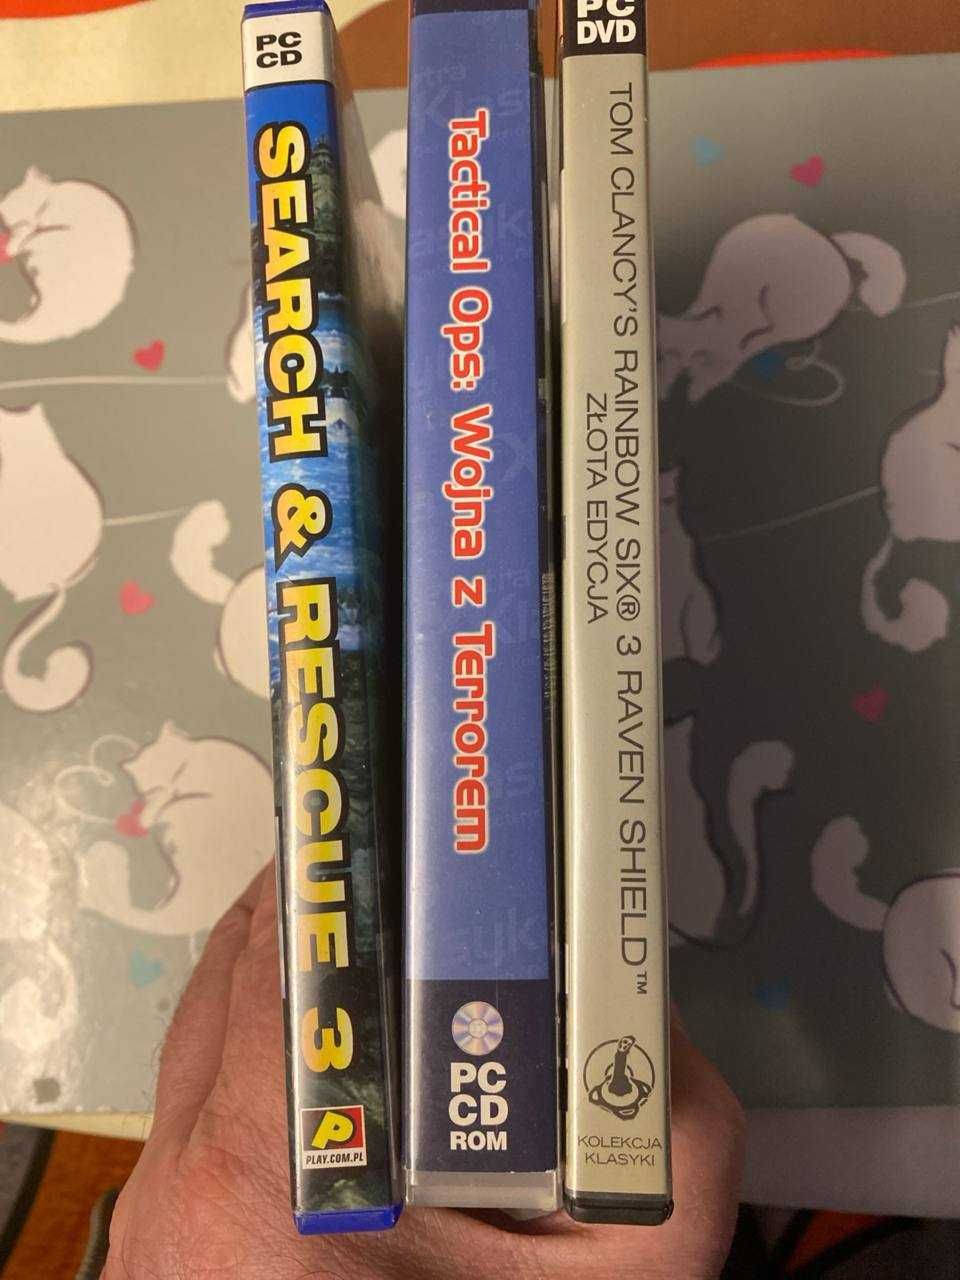 PC
CD
SEARCH & RESCUE 3
P
PLAY.COM.PL
Tactical Ops: Wojna z Terrorem
PC
CD
ROM
PC
DVD
TOM CLANCY'S RAINBOW SIX® 3 RAVEN SHIELD™
ZŁOTA EDYCJA
KOLEKCJA
KLASYKI